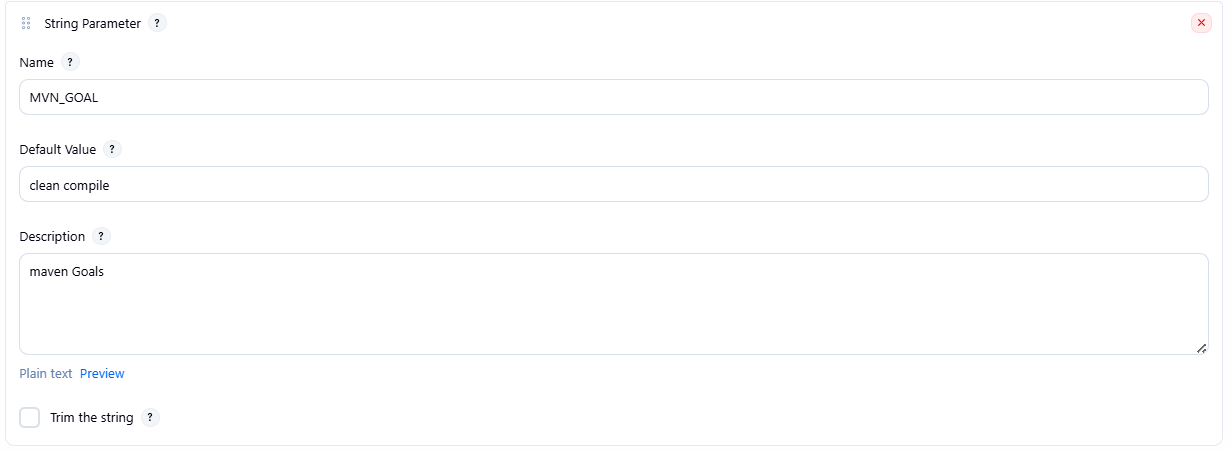 String Parameter ?
Name ?
MVN_GOAL
Default Value ?
clean compile
Description ?
maven Goals
Plain text Preview
Trim the string ?